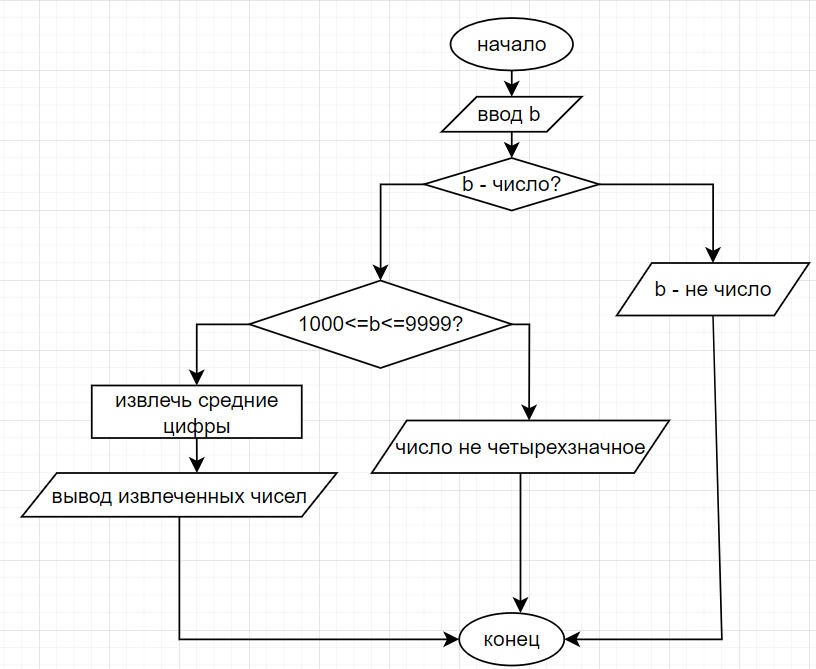 начало
ввод b
b - число?
b - не число
1000<=b<=9999?
извлечь средние
цифры
число не четырехзначное
вывод извлеченных чисел
конец